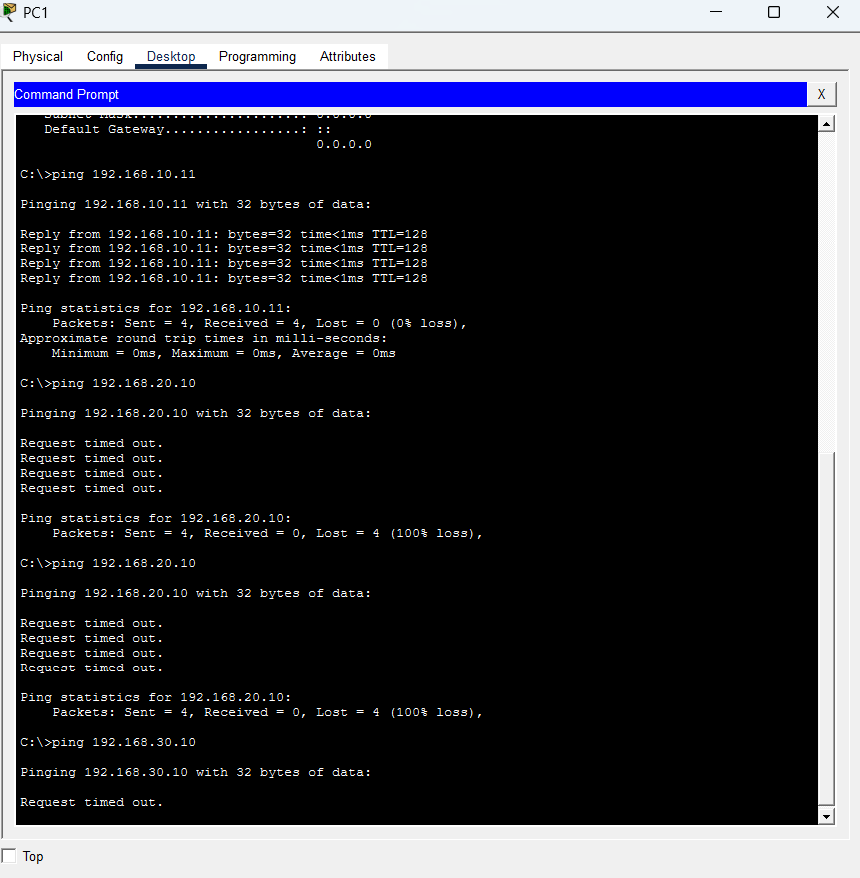 PC1
Physical Config Desktop Programming Attributes
Command Prompt
X
Subnet Mask.....................: 0.0.0.0
Default Gateway.................: ::
0.0.0.0
C:\>ping 192.168.10.11
Pinging 192.168.10.11 with 32 bytes of data:
Reply from 192.168.10.11: bytes=32 time<1ms TTL=128
Reply from 192.168.10.11: bytes=32 time<1ms TTL=128
Reply from 192.168.10.11: bytes=32 time<1ms TTL=128
Reply from 192.168.10.11: bytes=32 time<1ms TTL=128
Ping statistics for 192.168.10.11:
Packets: Sent = 4, Received = 4, Lost = 0 (0% loss),
Approximate round trip times in milli-seconds:
Minimum = 0ms, Maximum = 0ms, Average = 0ms
C:\>ping 192.168.20.10
Pinging 192.168.20.10 with 32 bytes of data:
Request timed out.
Request timed out.
Request timed out.
Request timed out.
Ping statistics for 192.168.20.10:
Packets: Sent = 4, Received = 0, Lost = 4 (100% loss),
C:\>ping 192.168.20.10
Pinging 192.168.20.10 with 32 bytes of data:
Request timed out.
Request timed out.
Request timed out.
Request timed out.
Ping statistics for 192.168.20.10:
Packets: Sent = 4, Received = 0, Lost = 4 (100% loss),
C:\>ping 192.168.30.10
Pinging 192.168.30.10 with 32 bytes of data:
Request timed out.
Top